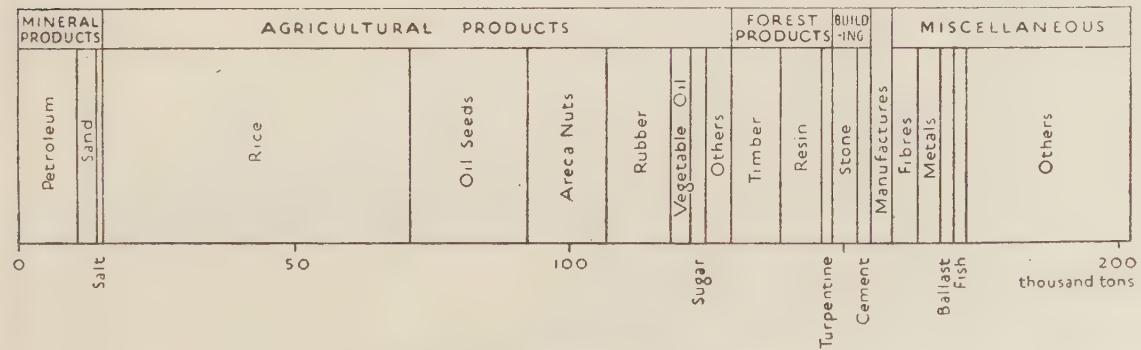 MINERAL
PRODUCTS
AGRICULTURAL PRODUCTS
FOREST
PRODUCTS
BUILD
-ING
MISCELLANEOUS
Petroleum
Sand
Rice
Oil Seeds
Areca Nuts
Rubber
Vegetable Oil
Others
Timber
Resin
Stone
Manufactures
Fibres
Metals
Others
0
Salt
50
100
Sugar
Turpentine
Cement
Ballast
Fish
200
thousand tons